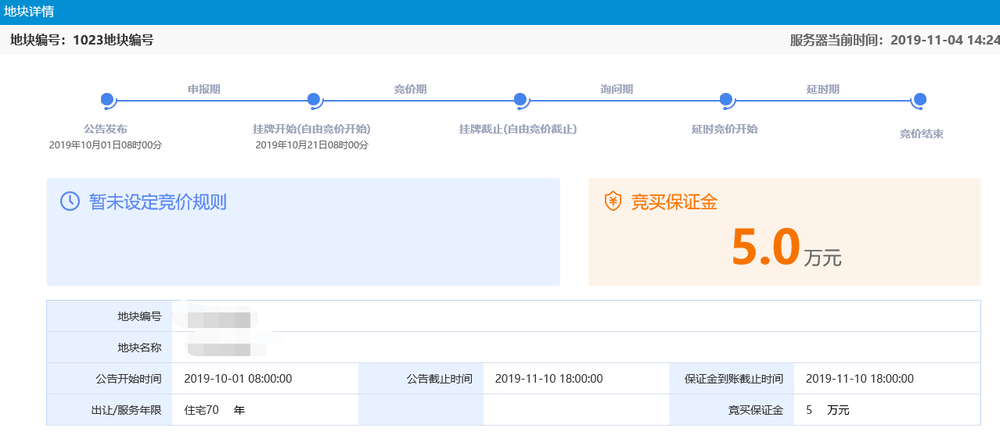 地块详情
地块编号：1023地块编号 服务器当前时间：2019-11-04 14:24
申报期 竞价期 询问期 延时期
公告发布 挂牌开始(自由竞价开始) 挂牌截止(自由竞价截止) 延时竞价开始 竞价结束
2019年10月01日08时00分 2019年10月21日08时00分
暂未设定竞价规则 竞买保证金
5.0万元
地块编号
地块名称
公告开始时间 2019-10-01 08:00:00 公告截止时间 2019-11-10 18:00:00 保证金到账截止时间 2019-11-10 18:00:00
出让/服务年限 住宅70 年 竞买保证金 5 万元